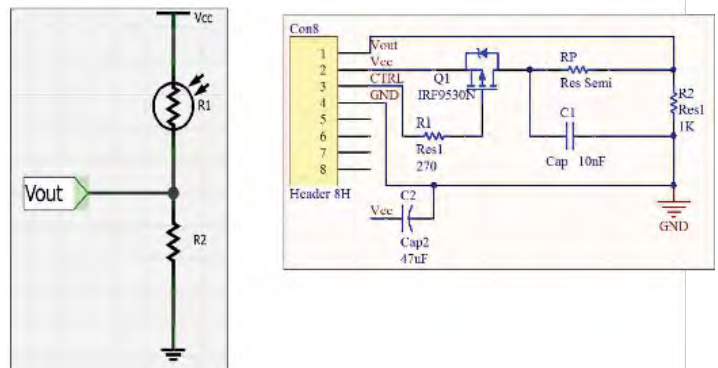 Vcc
R1
Vout
R2
Con8
1
2
3
4
5
6
7
8
Header 8H
Vout
Vcc
CTRL
GND
Q1
IRF9530N
R1
Res1
270
RP
Res Semi
C1
Cap 10nF
R2
Res1
1K
GND
Vcc
C2
Cap2
47uF